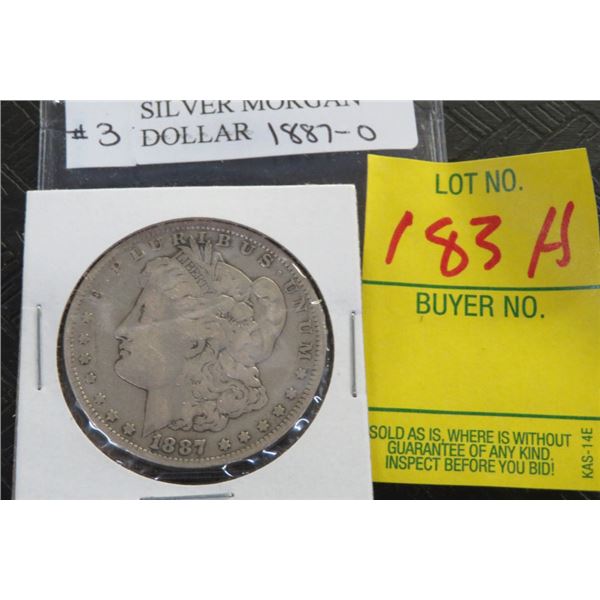 SILVER MORGAN
#3 DOLLAR 1887-O
LOT NO.
183 H
BUYER NO.
SOLD AS IS, WHERE IS WITHOUT
GUARANTEE OF ANY KIND.
INSPECT BEFORE YOU BID!
KAS-14E
E PLURIBUS UNUM
LIBERTY
1887